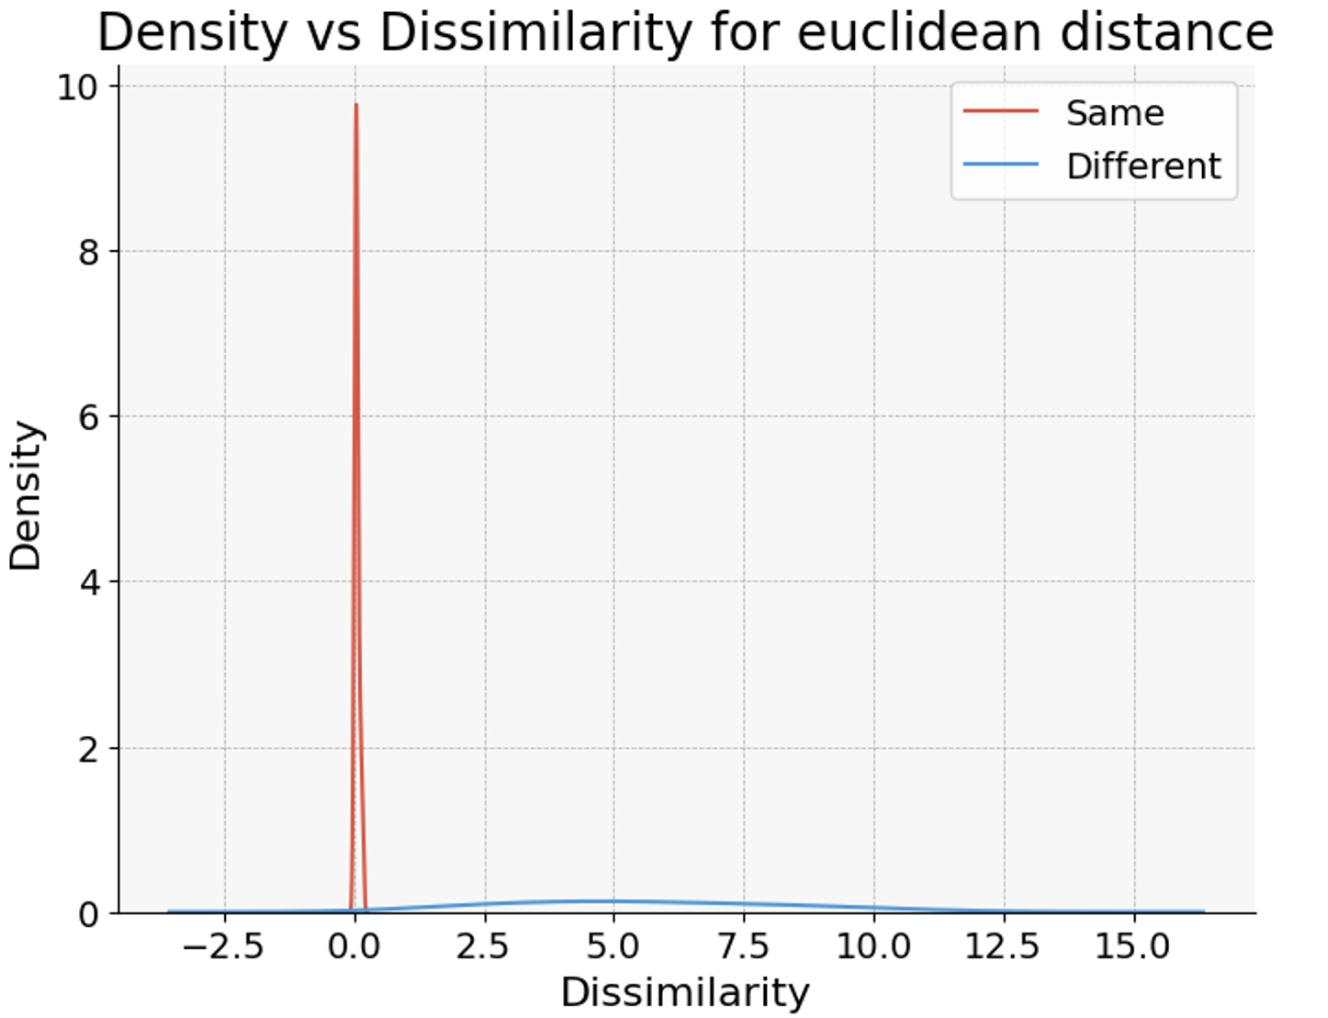 Density vs Dissimilarity for euclidean distance
Same
Different
Density
10
8
6
4
2
0
−2.5 0.0 2.5 5.0 7.5 10.0 12.5 15.0
Dissimilarity